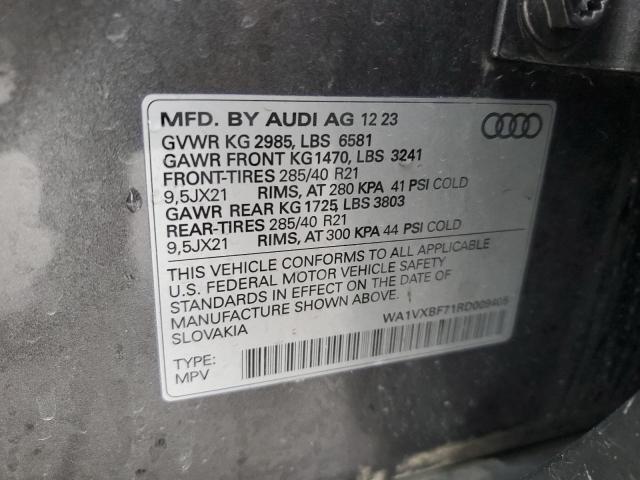 MFD. BY AUDI AG 12 23
GVWR KG 2985, LBS 6581
GAWR FRONT KG1470, LBS 3241
FRONT-TIRES 285/40 R21
9,5JX21 RIMS, AT 280 KPA 41 PSI COLD
GAWR REAR KG 1725, LBS 3803
REAR-TIRES 285/40 R21
9,5JX21 RIMS, AT 300 KPA 44 PSI COLD
THIS VEHICLE CONFORMS TO ALL APPLICABLE
U.S. FEDERAL MOTOR VEHICLE SAFETY
STANDARDS IN EFFECT ON THE DATE OF
MANUFACTURE SHOWN ABOVE.
SLOVAKIA
WA1VXBF71RD009405
TYPE:
MPV